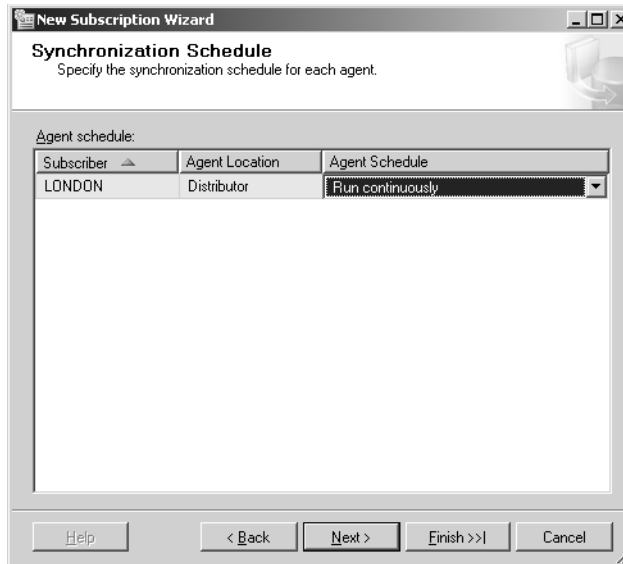 New Subscription Wizard
Synchronization Schedule
Specify the synchronization schedule for each agent.
Agent schedule:
Subscriber Agent Location Agent Schedule
LONDON Distributor Run continuously
Help < Back Next > Finish >>| Cancel